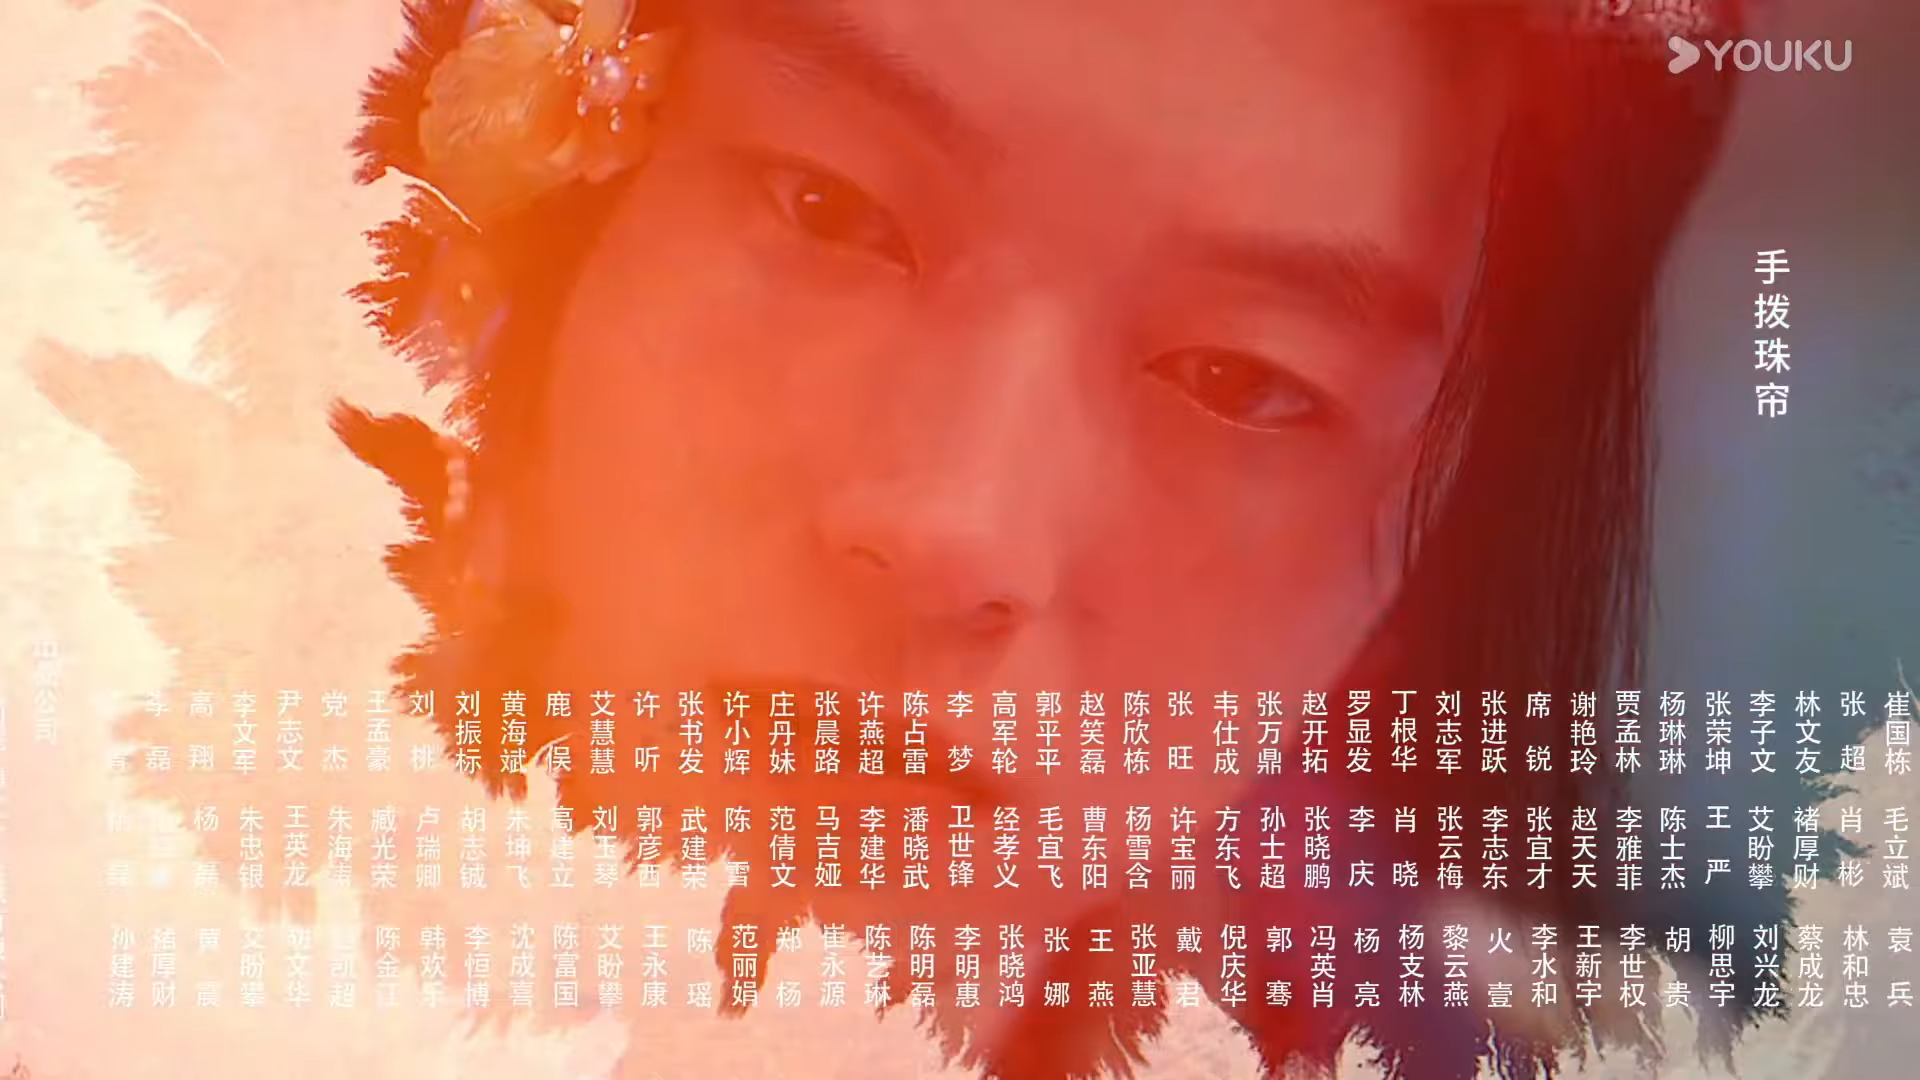 YOUKU
手拨珠帘
崔国栋
张超
林文友
李子文
张荣坤
杨琳琳
贾孟林
谢艳玲
席锐
张进跃
刘志军
丁根华
罗显发
赵开拓
张万鼎
韦仕成
张旺
陈欣栋
赵笑磊
郭平平
高军轮
李梦
陈占雷
许燕超
张晨路
庄丹妹
许小辉
张书发
许听
艾慧慧
鹿俣
黄海斌
刘振标
刘桃
王孟豪
党杰
尹志文
李文军
高翔
李磊
毛立斌
肖彬
褚厚财
艾盼攀
王严
陈士杰
李雅菲
赵天天
张宜才
李志东
张云梅
肖晓
李庆
张晓鹏
孙士超
方东飞
许宝丽
杨雪含
曹东阳
毛宜飞
经孝义
卫世锋
潘晓武
李建华
马吉娅
范倩文
陈雪
武建荣
郭彦西
刘玉琴
高建立
朱坤飞
胡志铖
卢瑞卿
臧光荣
朱海涛
王英龙
朱忠银
杨磊
袁兵
林和忠
蔡成龙
刘兴龙
柳思宇
胡贵
李世权
王新宇
李水和
火壹
黎云燕
杨支林
杨亮
冯英肖
郭骞
倪庆华
戴君
张亚慧
王燕
张娜
张晓鸿
李明惠
陈明磊
陈艺琳
崔永源
郑杨
范丽娟
陈瑶
王永康
艾盼攀
陈富国
沈成喜
李恒博
韩欢乐
陈金江
胡文华
艾盼攀
黄震
褚厚财
孙建涛
公司